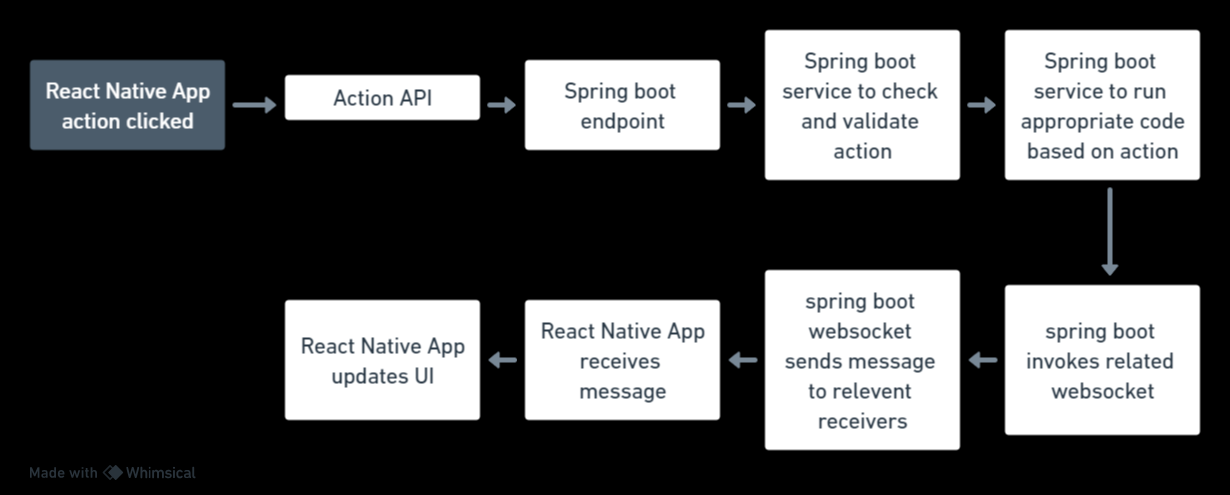 React Native App
action clicked
Action API
Spring boot
endpoint
Spring boot
service to check
and validate
action
Spring boot
service to run
appropriate code
based on action
spring boot
invokes related
websocket
spring boot
websocket
sends message
to relevent
receivers
React Native App
receives
message
React Native App
updates UI
Made with Whimsical